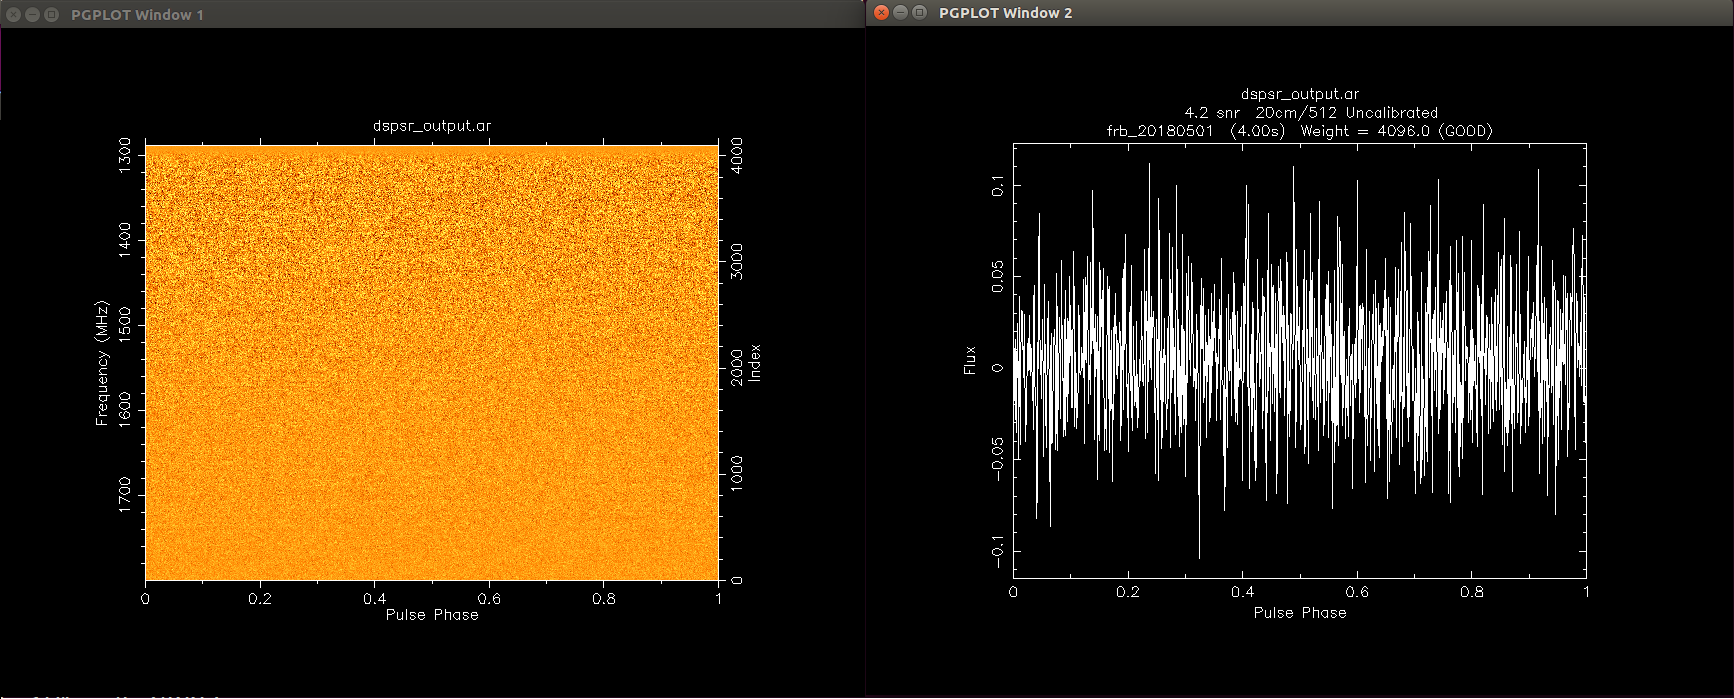 PGPLOT Window 1
dspsr_output.ar
1300
1400
1500
1600
1700
Frequency (MHz)
4000
3000
2000
1000
0
Index
0 0.2 0.4 0.6 0.8 1
Pulse Phase
PGPLOT Window 2
dspsr_output.ar
4.2 snr 20cm/512 Uncalibrated
frb_20180501 (4.00s) Weight = 4096.0 (GOOD)
0.1
0.05
0
-0.05
-0.1
Flux
0 0.2 0.4 0.6 0.8 1
Pulse Phase